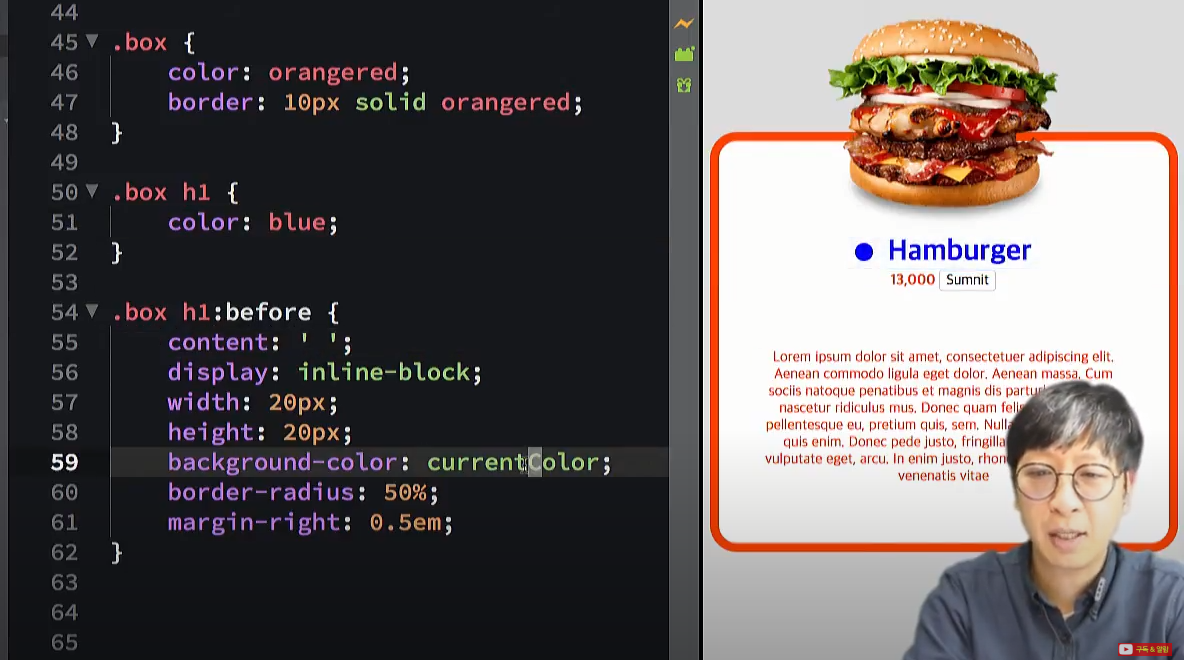 44
45 .box {
46 color: orangered;
47 border: 10px solid orangered;
48 }
49
50 .box h1 {
51 color: blue;
52 }
53
54 .box h1:before {
55 content: ' ';
56 display: inline-block;
57 width: 20px;
58 height: 20px;
59 background-color: currentColor;
60 border-radius: 50%;
61 margin-right: 0.5em;
62 }
63
64
65
Hamburger
13,000 Sumnit
Lorem ipsum dolor sit amet, consectetuer adipiscing elit.
Aenean commodo ligula eget dolor. Aenean massa. Cum
sociis natoque penatibus et magnis dis partur
nascetur ridiculus mus. Donec quam feli
pellentesque eu, pretium quis, sem. Null
quis enim. Donec pede justo, fringilla
vulputate eget, arcu. In enim justo, rhon
venenatis vitae
구독 & 알림